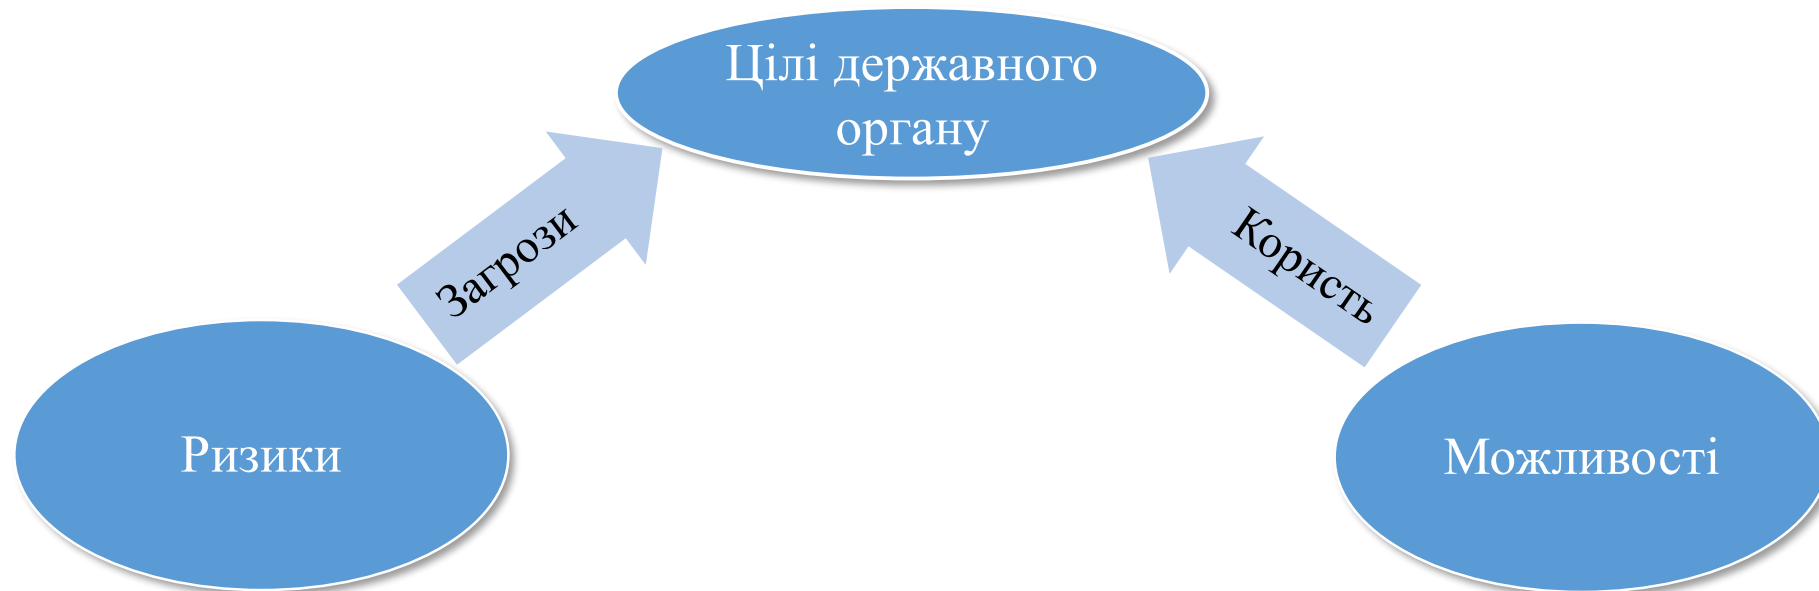 Цілі державного
органу
Загрози
Користь
Ризики
Можливості